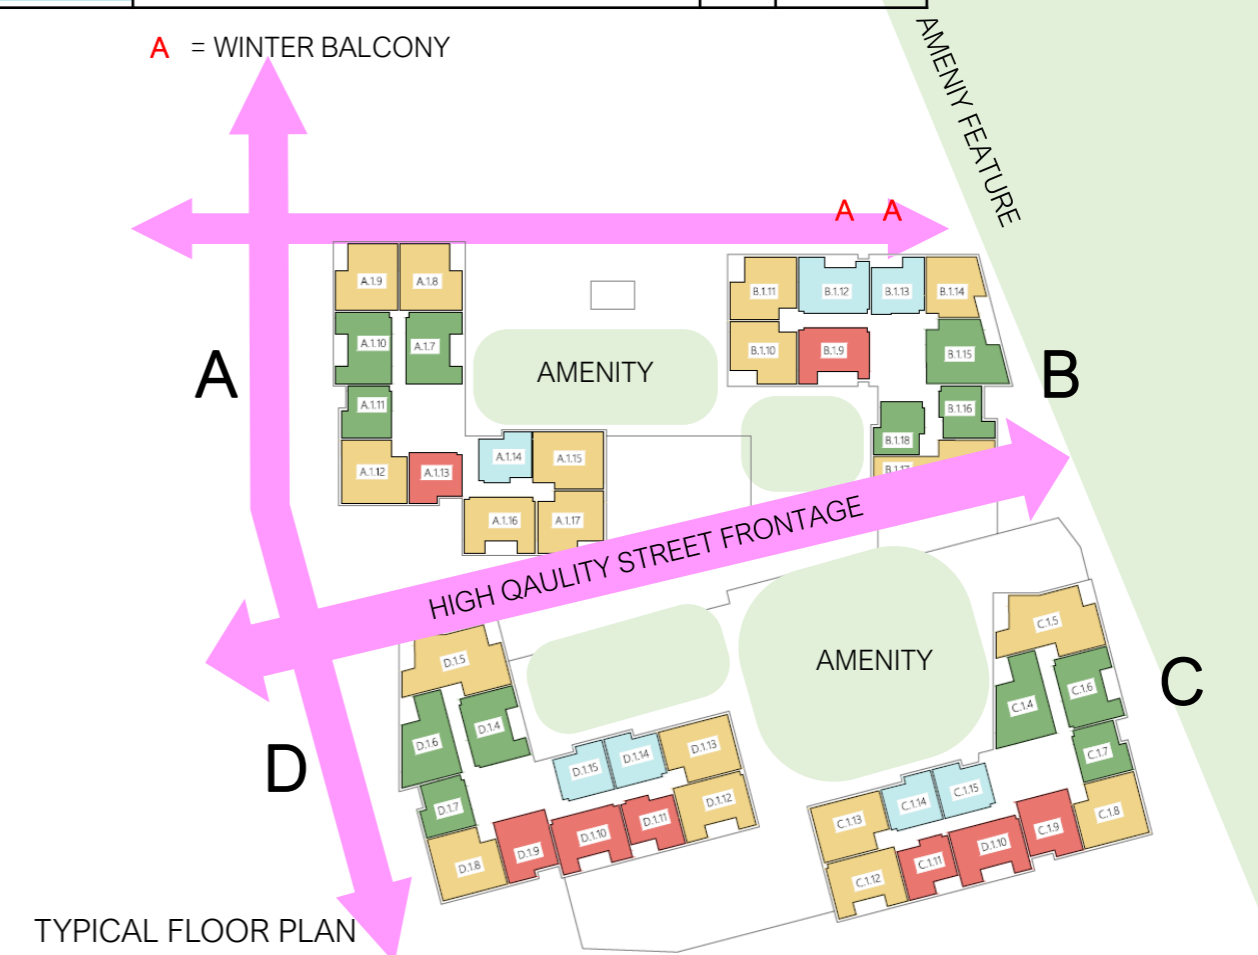 A = WINTER BALCONY
AMENIY FEATURE
A A
A.1.9
A.1.8
B.1.11
B.1.12
B.1.13
B.1.14
A.1.10
A.1.7
B.1.10
B.1.9
B.1.15
A
AMENITY
B
A.1.11
B.1.16
B.1.18
A.1.12
A.1.13
A.1.14
A.1.15
B.1.17
A.1.16
A.1.17
HIGH QAULITY STREET FRONTAGE
D.1.5
AMENITY
C.1.5
D.1.6
D.1.4
C.1.4
C.1.6
C
D
D.1.15
D.1.14
D.1.13
C.1.7
D.1.7
D.1.12
C.1.14
C.1.15
C.1.13
C.1.8
D.1.8
D.1.9
D.1.10
D.1.11
C.1.12
C.1.11
D.1.10
C.1.9
TYPICAL FLOOR PLAN